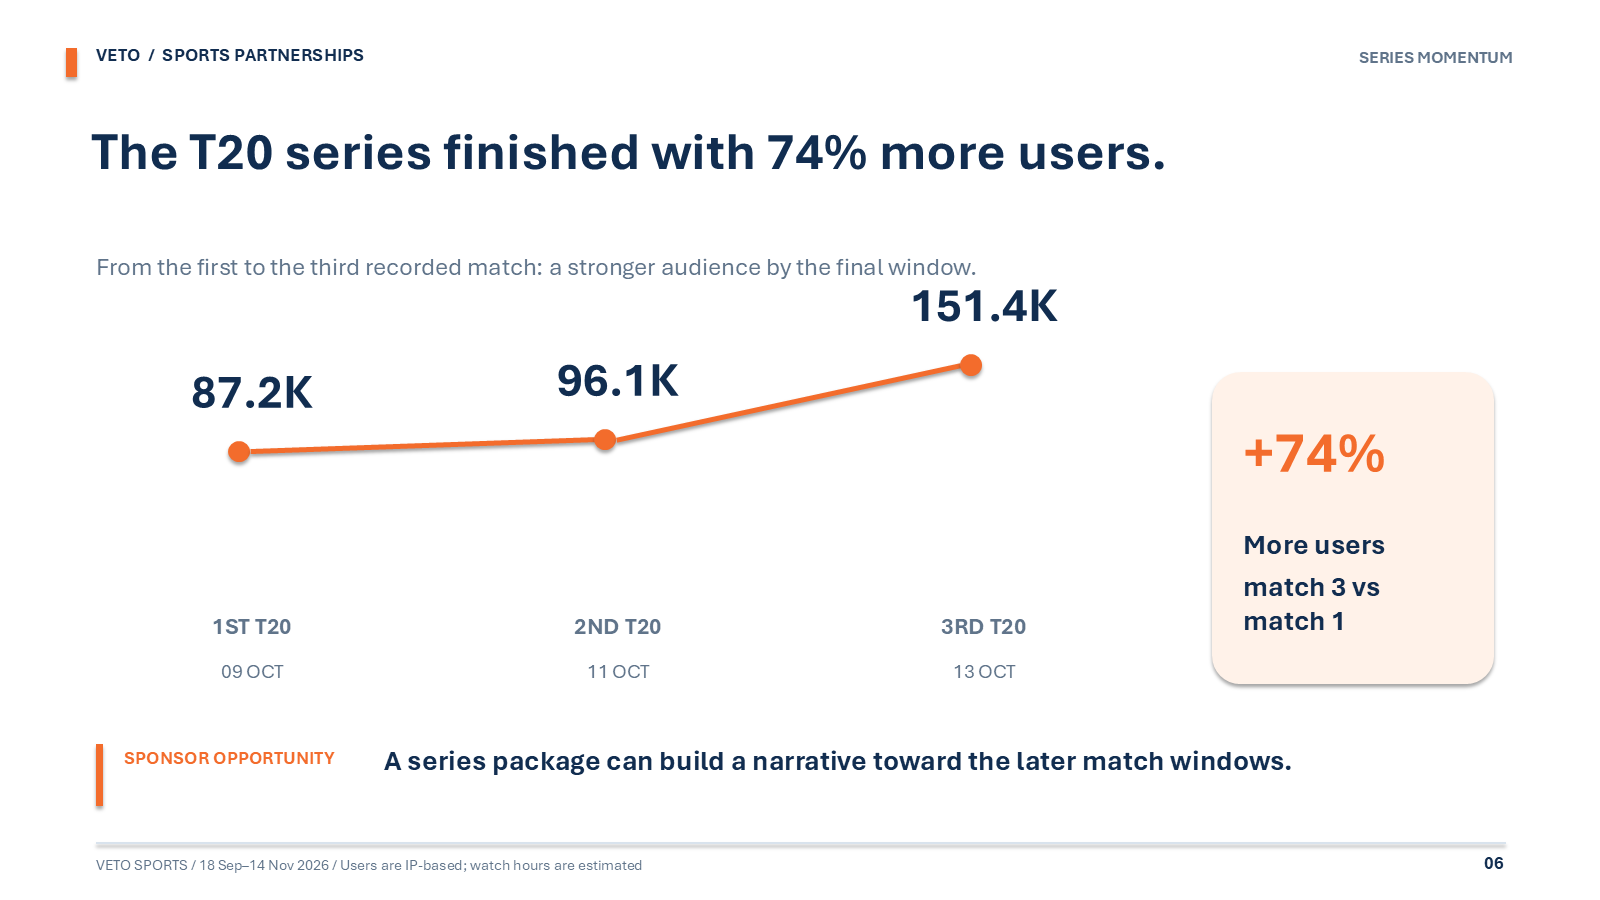 VETO / SPORTS PARTNERSHIPS
SERIES MOMENTUM
The T20 series finished with 74% more users.
From the first to the third recorded match: a stronger audience by the final window.
87.2K
96.1K
151.4K
1ST T20
2ND T20
3RD T20
09 OCT
11 OCT
13 OCT
+74%
More users
match 3 vs
match 1
SPONSOR OPPORTUNITY
A series package can build a narrative toward the later match windows.
VETO SPORTS / 18 Sep–14 Nov 2026 / Users are IP-based; watch hours are estimated
06